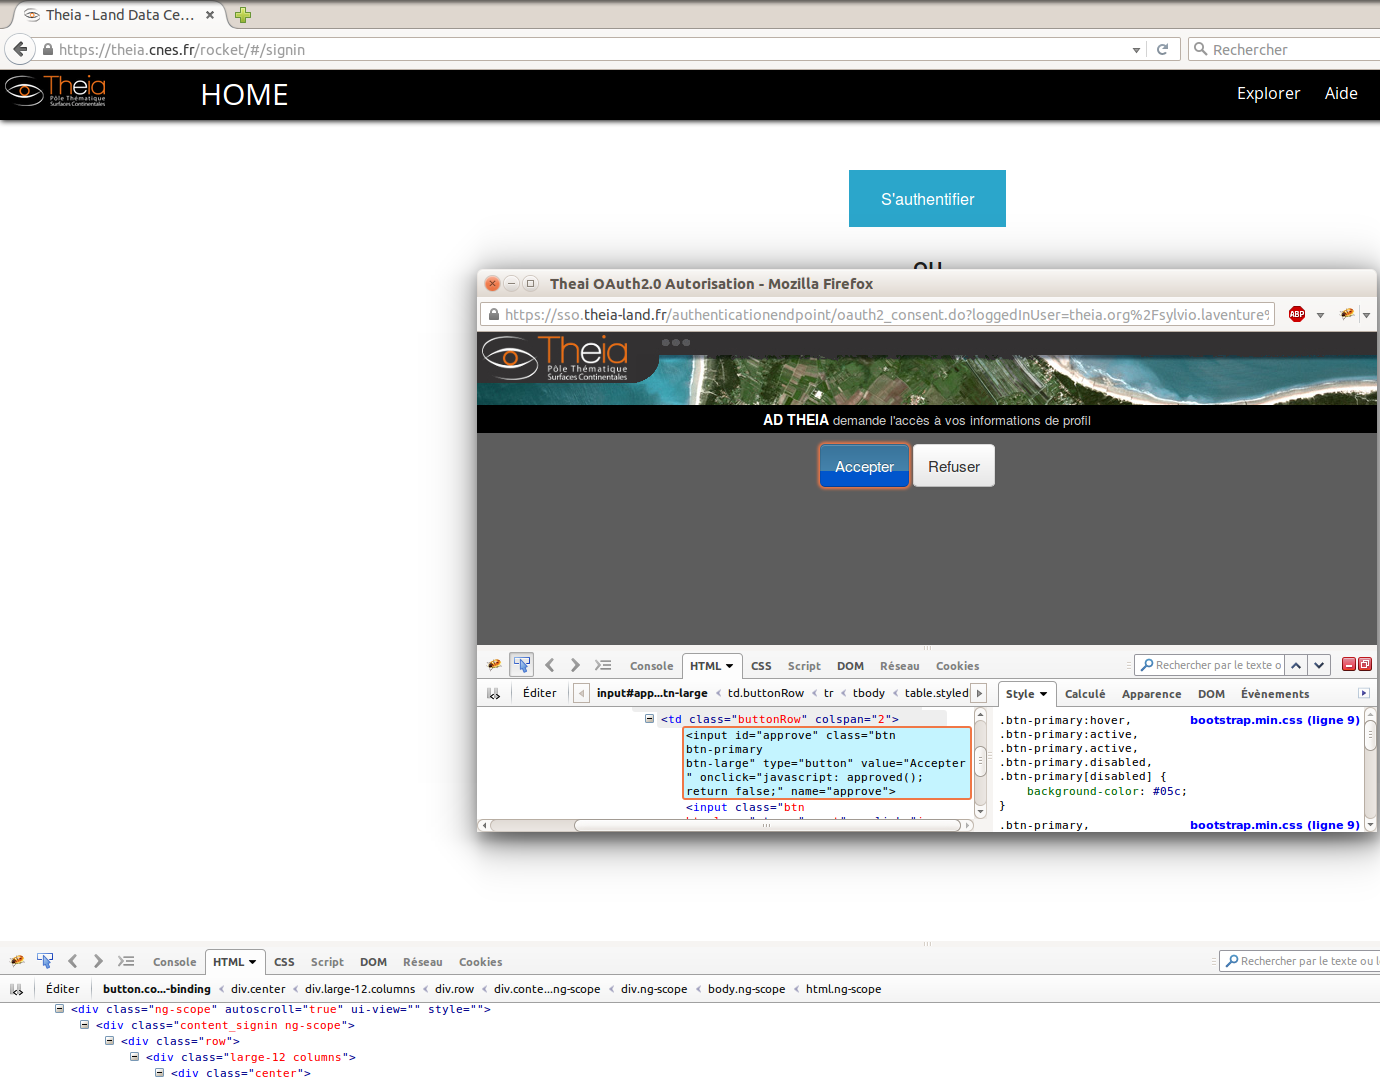 Theia - Land Data Ce...
https://theia.cnes.fr/rocket/#/signin
Rechercher
Theia
Pôle Thématique
Surfaces Continentales
HOME
Explorer
Aide
S'authentifier
ou
Theai OAuth2.0 Autorisation - Mozilla Firefox
https://sso.theia-land.fr/authenticationendpoint/oauth2_consent.do?loggedInUser=theia.org%2Fsylvio.laventure%
ABP
Theia
Pôle Thématique
Surfaces Continentales
AD THEIA demande l'accès à vos informations de profil
Accepter
Refuser
Console HTML CSS Script DOM Réseau Cookies
Rechercher par le texte o
Éditer
input#app...tn-large < td.buttonRow < tr < tbody < table.styled
Style Calculé Apparence DOM Évènements
<td class="buttonRow" colspan="2">
<input id="approve" class="btn
btn-primary
btn-large" type="button" value="Accepter
" onclick="javascript: approved();
return false;" name="approve">
<input class="btn
.btn-primary:hover,
bootstrap.min.css (ligne 9)
.btn-primary:active,
.btn-primary.active,
.btn-primary.disabled,
.btn-primary[disabled] {
background-color: #05c;
}
.btn-primary,
bootstrap.min.css (ligne 9)
Console HTML CSS Script DOM Réseau Cookies
Rechercher par le texte ou l
Éditer
button.co...-binding < div.center < div.large-12.columns < div.row < div.conte...ng-scope < div.ng-scope < body.ng-scope < html.ng-scope
<div class="ng-scope" autoscroll="true" ui-view="" style="">
<div class="content_signin ng-scope">
<div class="row">
<div class="large-12 columns">
<div class="center">